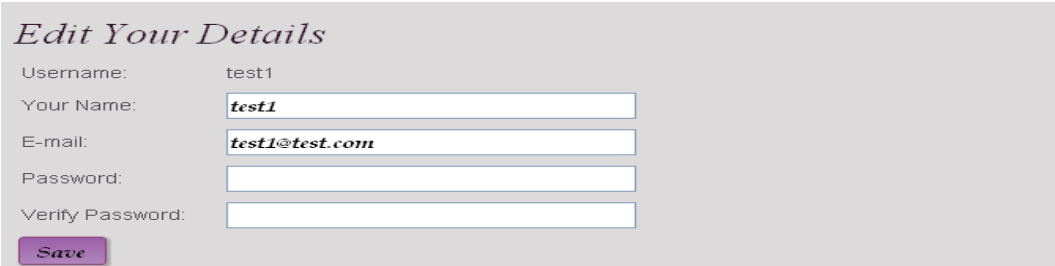 Edit Your Details
Username: test1
Your Name: test1
E-mail: test1@test.com
Password:
Verify Password:
Save